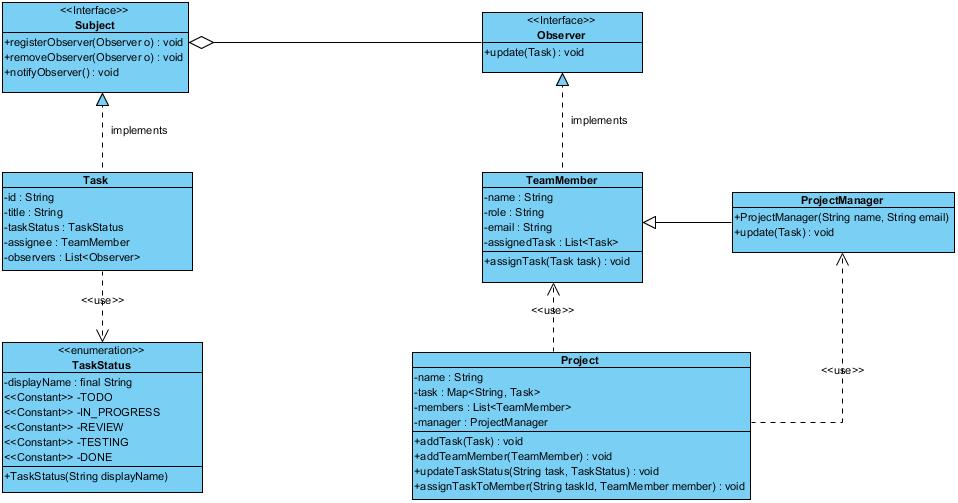 <<Interface>>
Subject
+registerObserver(Observer o) : void
+removeObserver(Observer o) : void
+notifyObserver() : void
<<Interface>>
Observer
+update(Task) : void
implements
implements
Task
-id : String
-title : String
-taskStatus : TaskStatus
-assignee : TeamMember
-observers : List<Observer>
TeamMember
-name : String
-role : String
-email : String
-assignedTask : List<Task>
+assignTask(Task task) : void
ProjectManager
+ProjectManager(String name, String email)
+update(Task) : void
<<use>>
<<use>>
<<use>>
<<enumeration>>
TaskStatus
-displayName : final String
<<Constant>> -TODO
<<Constant>> -IN_PROGRESS
<<Constant>> -REVIEW
<<Constant>> -TESTING
<<Constant>> -DONE
+TaskStatus(String displayName)
Project
-name : String
-task : Map<String, Task>
-members : List<TeamMember>
-manager : ProjectManager
+addTask(Task) : void
+addTeamMember(TeamMember) : void
+updateTaskStatus(String task, TaskStatus) : void
+assignTaskToMember(String taskId, TeamMember member) : void